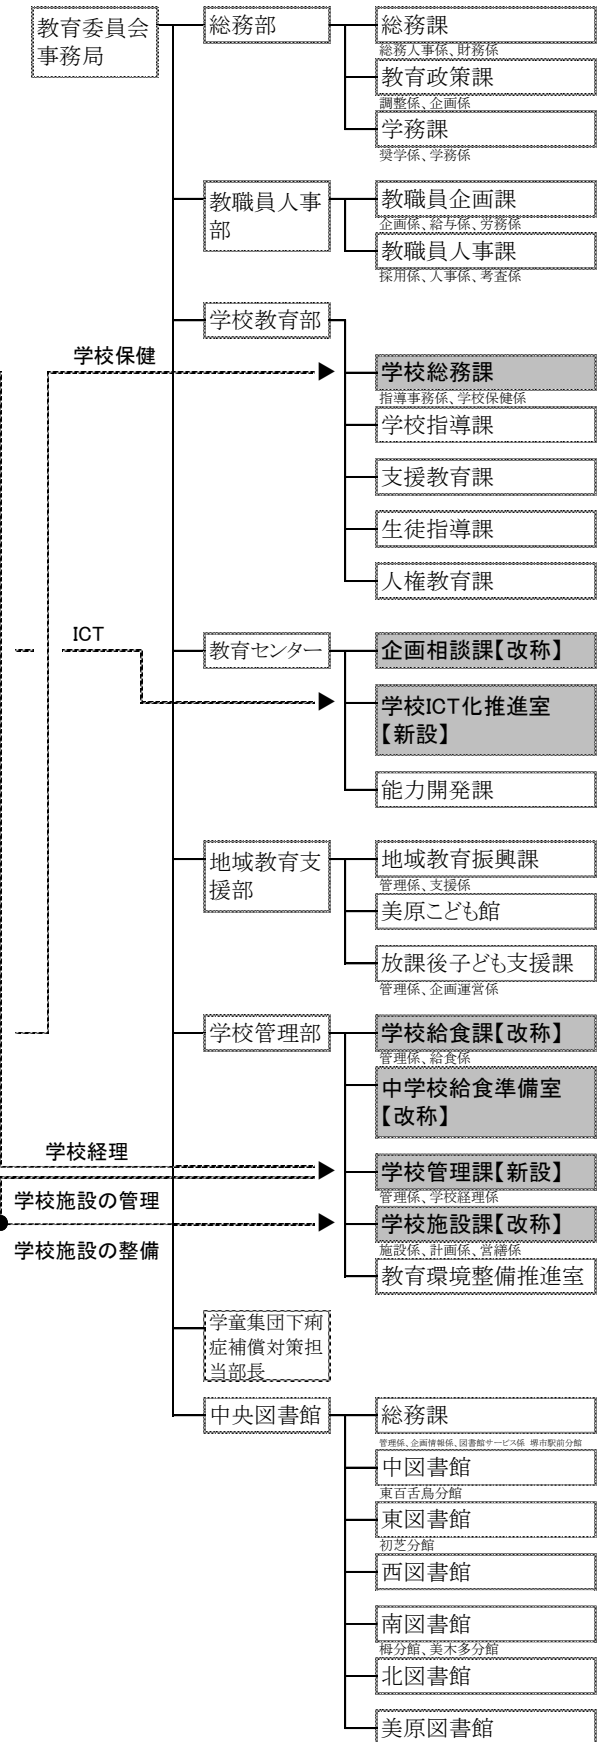 教育委員会
事務局
総務部
総務課
総務人事係、財務係
教育政策課
調整係、企画係
学務課
奨学係、学務係
教職員人事
部
教職員企画課
企画係、給与係、労務係
教職員人事課
採用係、人事係、考査係
学校教育部
学校保健
学校総務課
指導事務係、学校保健係
学校指導課
支援教育課
生徒指導課
人権教育課
ICT
教育センター
企画相談課【改称】
学校ICT化推進室
【新設】
能力開発課
地域教育支
援部
地域教育振興課
管理係、支援係
美原こども館
放課後子ども支援課
管理係、企画運営係
学校管理部
学校給食課【改称】
管理係、給食係
中学校給食準備室
【改称】
学校経理
学校管理課【新設】
管理係、学校経理係
学校施設の管理
学校施設課【改称】
施設係、計画係、営繕係
学校施設の整備
教育環境整備推進室
学童集団下痢
症補償対策担
当部長
中央図書館
総務課
管理係、企画情報係、図書館サービス係 堺市駅前分館
中図書館
東百舌鳥分館
東図書館
初芝分館
西図書館
南図書館
栂分館、美木多分館
北図書館
美原図書館